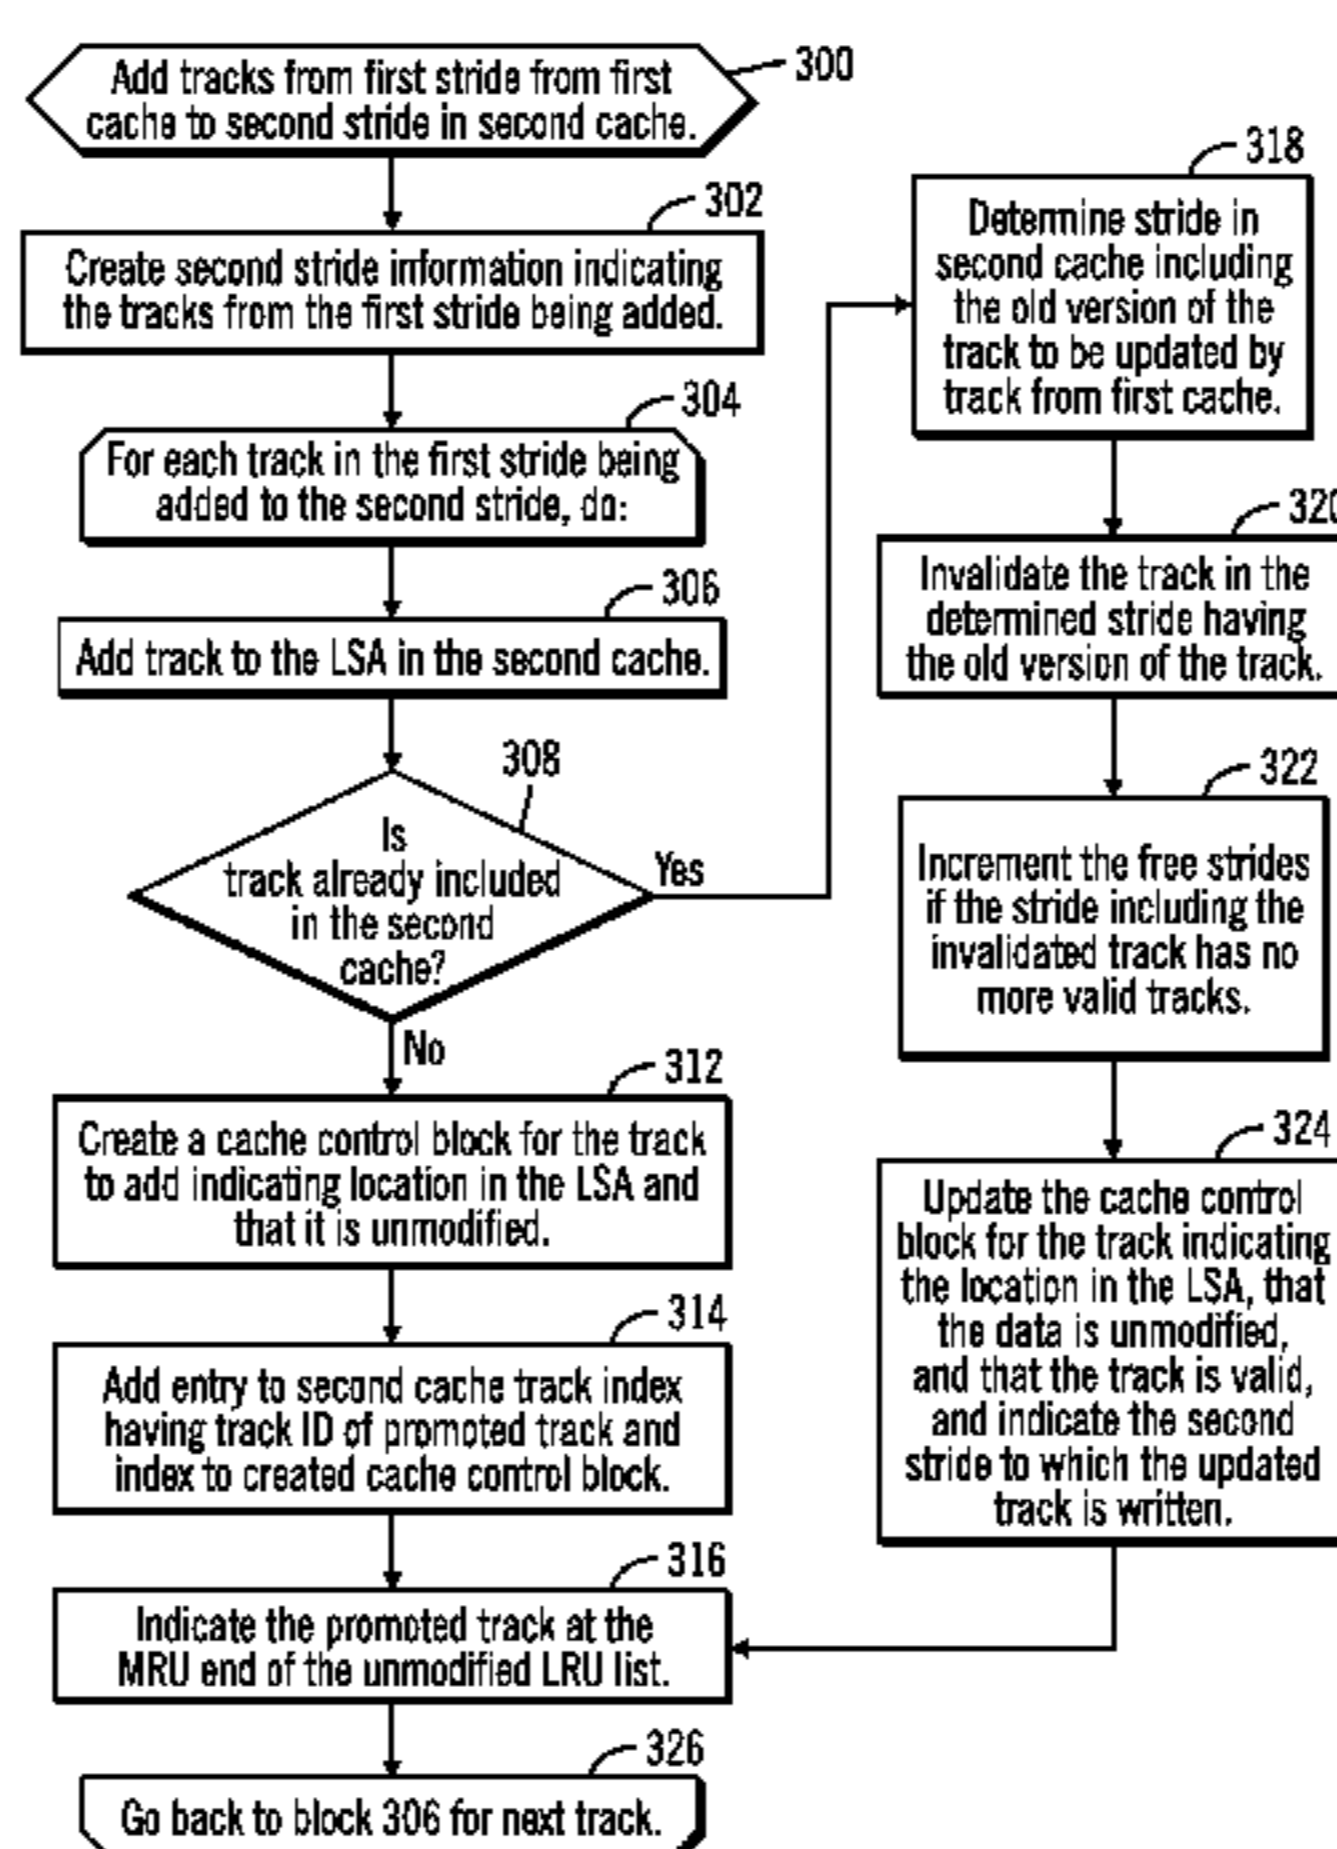 Add tracks from first stride from first
cache to second stride in second cache.
300
302
Create second stride information indicating
the tracks from the first stride being added.
304
For each track in the first stride being
added to the second stride, do:
306
Add track to the LSA in the second cache.
308
Is
track already included
in the second
cache?
Yes
No
312
Create a cache control block for the track
to add indicating location in the LSA and
that it is unmodified.
314
Add entry to second cache track index
having track ID of promoted track and
index to created cache control block.
316
Indicate the promoted track at the
MRU end of the unmodified LRU list.
326
Go back to block 306 for next track.
318
Determine stride in
second cache including
the old version of the
track to be updated by
track from first cache.
320
Invalidate the track in the
determined stride having
the old version of the track.
322
Increment the free strides
if the stride including the
invalidated track has no
more valid tracks.
324
Update the cache control
block for the track indicating
the location in the LSA, that
the data is unmodified,
and that the track is valid,
and indicate the second
stride to which the updated
track is written.